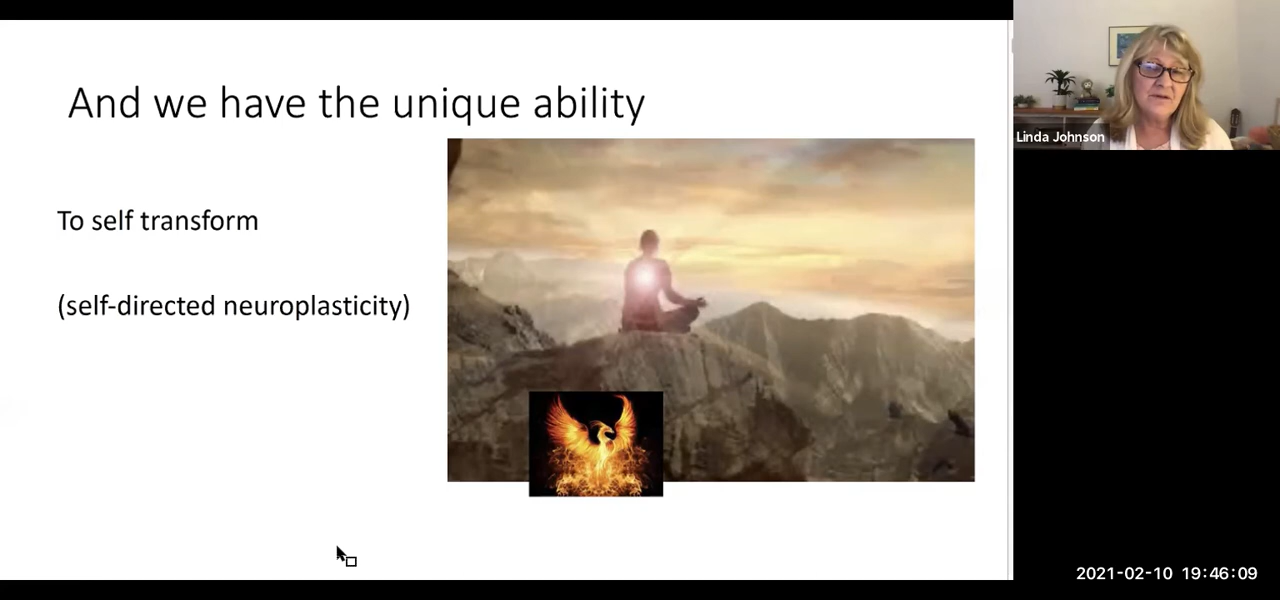 And we have the unique ability
To self transform
(self-directed neuroplasticity)
Linda Johnson
2021-02-10 19:46:09